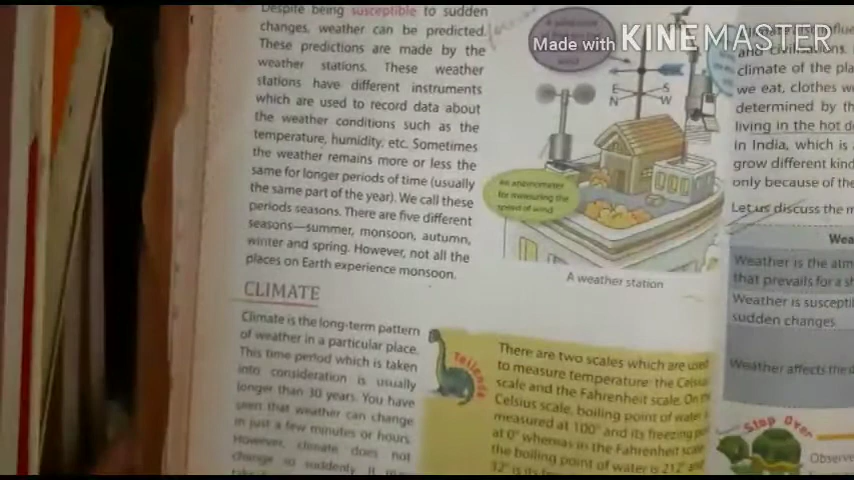 Despite being susceptible to sudden
changes, weather can be predicted.
These predictions are made by the
weather stations. These weather
stations have different instruments
which are used to record data about
the weather conditions such as the
temperature, humidity, etc. Sometimes
the weather remains more or less the
same for longer periods of time (usually
the same part of the year). We call these
periods seasons. There are five different
seasons—summer, monsoon, autumn,
winter and spring. However, not all the
places on Earth experience monsoon.
CLIMATE
Climate is the long-term pattern
of weather in a particular place.
This time period which is taken
into consideration is usually
longer than 30 years. You have
seen that weather can change
in just a few minutes or hours.
However, climate does not
change so suddenly. It may
Made with KINEMASTER
E S
N W
An anemometer
for measuring the
speed of wind
A weather station
There are two scales which are used
to measure temperature: the Celsius
scale and the Fahrenheit scale. On the
Celsius scale, boiling point of water is
measured at 100° and its freezing point
at 0° whereas in the Fahrenheit scale
the boiling point of water is 212° and
and civilisations.
climate of the pla
we eat, clothes w
determined by th
living in the hot d
in India, which is
grow different kind
only because of the
Let us discuss the m
Wea
Weather is the atm
that prevails for a sh
Weather is suscepti
sudden changes
Weather affects the d
Stop Over
Observe